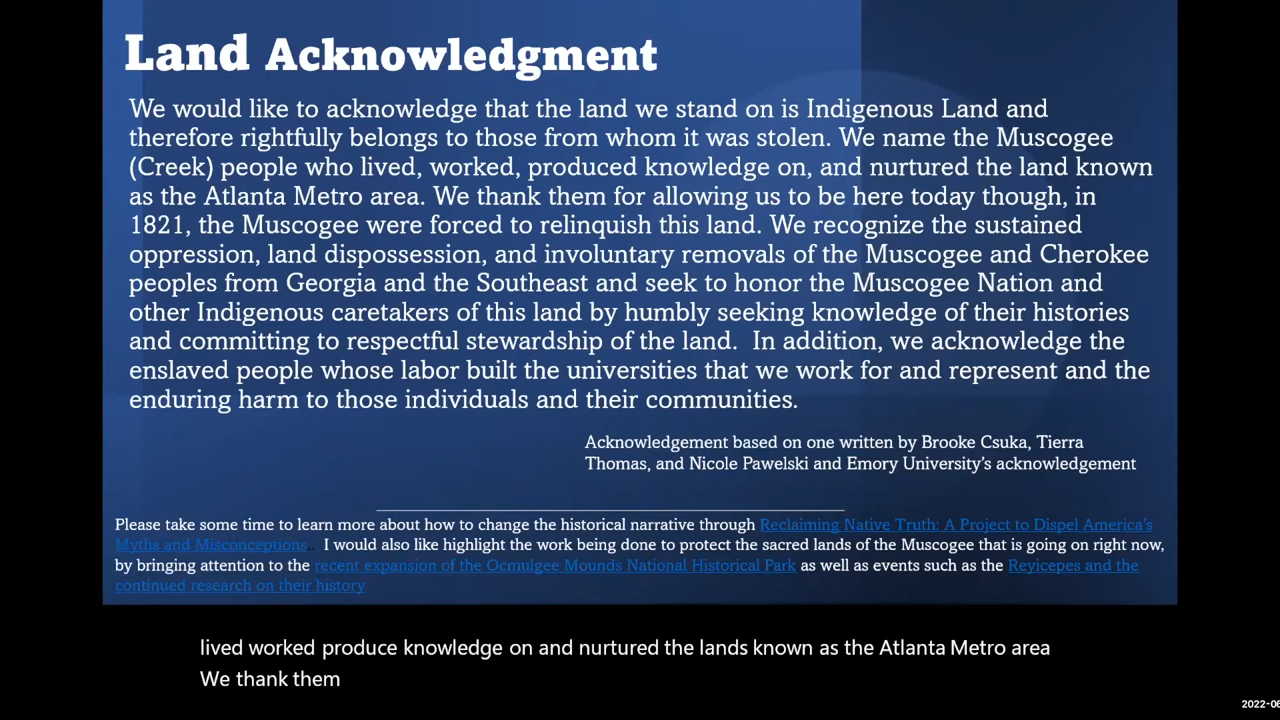 Land Acknowledgment
We would like to acknowledge that the land we stand on is Indigenous Land and
therefore rightfully belongs to those from whom it was stolen. We name the Muscogee
(Creek) people who lived, worked, produced knowledge on, and nurtured the land known
as the Atlanta Metro area. We thank them for allowing us to be here today though, in
1821, the Muscogee were forced to relinquish this land. We recognize the sustained
oppression, land dispossession, and involuntary removals of the Muscogee and Cherokee
peoples from Georgia and the Southeast and seek to honor the Muscogee Nation and
other Indigenous caretakers of this land by humbly seeking knowledge of their histories
and committing to respectful stewardship of the land. In addition, we acknowledge the
enslaved people whose labor built the universities that we work for and represent and the
enduring harm to those individuals and their communities.
Acknowledgement based on one written by Brooke Csuka, Tierra
Thomas, and Nicole Pawelski and Emory University's acknowledgement
Please take some time to learn more about how to change the historical narrative through Reclaiming Native Truth: A Project to Dispel America's
Myths and Misconceptions.. I would also like highlight the work being done to protect the sacred lands of the Muscogee that is going on right now,
by bringing attention to the recent expansion of the Ocmulgee Mounds National Historical Park as well as events such as the Reyicepes and the
continued research on their history
lived worked produce knowledge on and nurtured the lands known as the Atlanta Metro area
We thank them